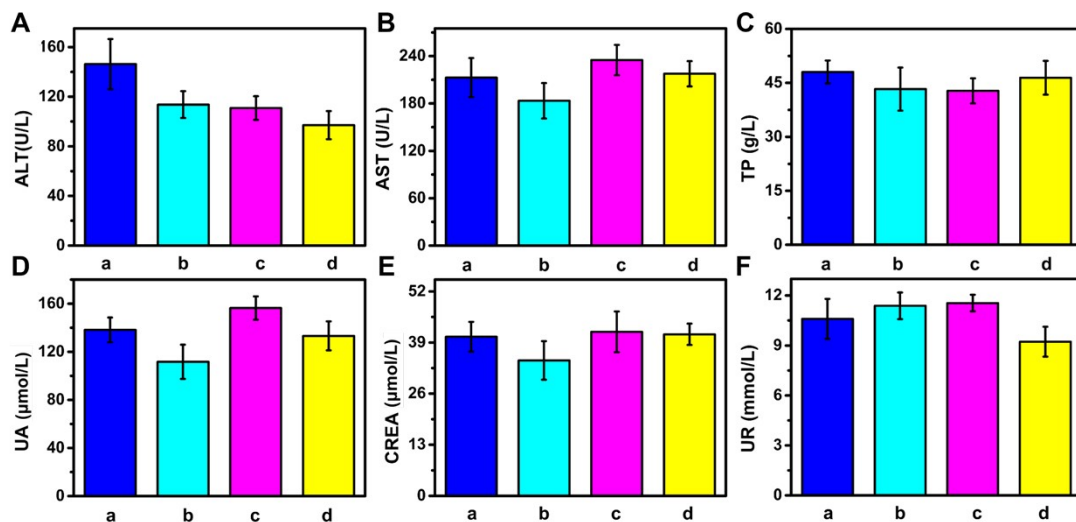 A
ALT(U/L)
160
120
80
40
0
a b c d
B
AST (U/L)
240
180
120
60
0
a b c d
C
TP (g/L)
60
45
30
15
0
a b c d
D
UA (µmol/L)
160
120
80
40
0
a b c d
E
CREA (µmol/L)
52
39
26
13
0
a b c d
F
UR (mmol/L)
12
9
6
3
0
a b c d